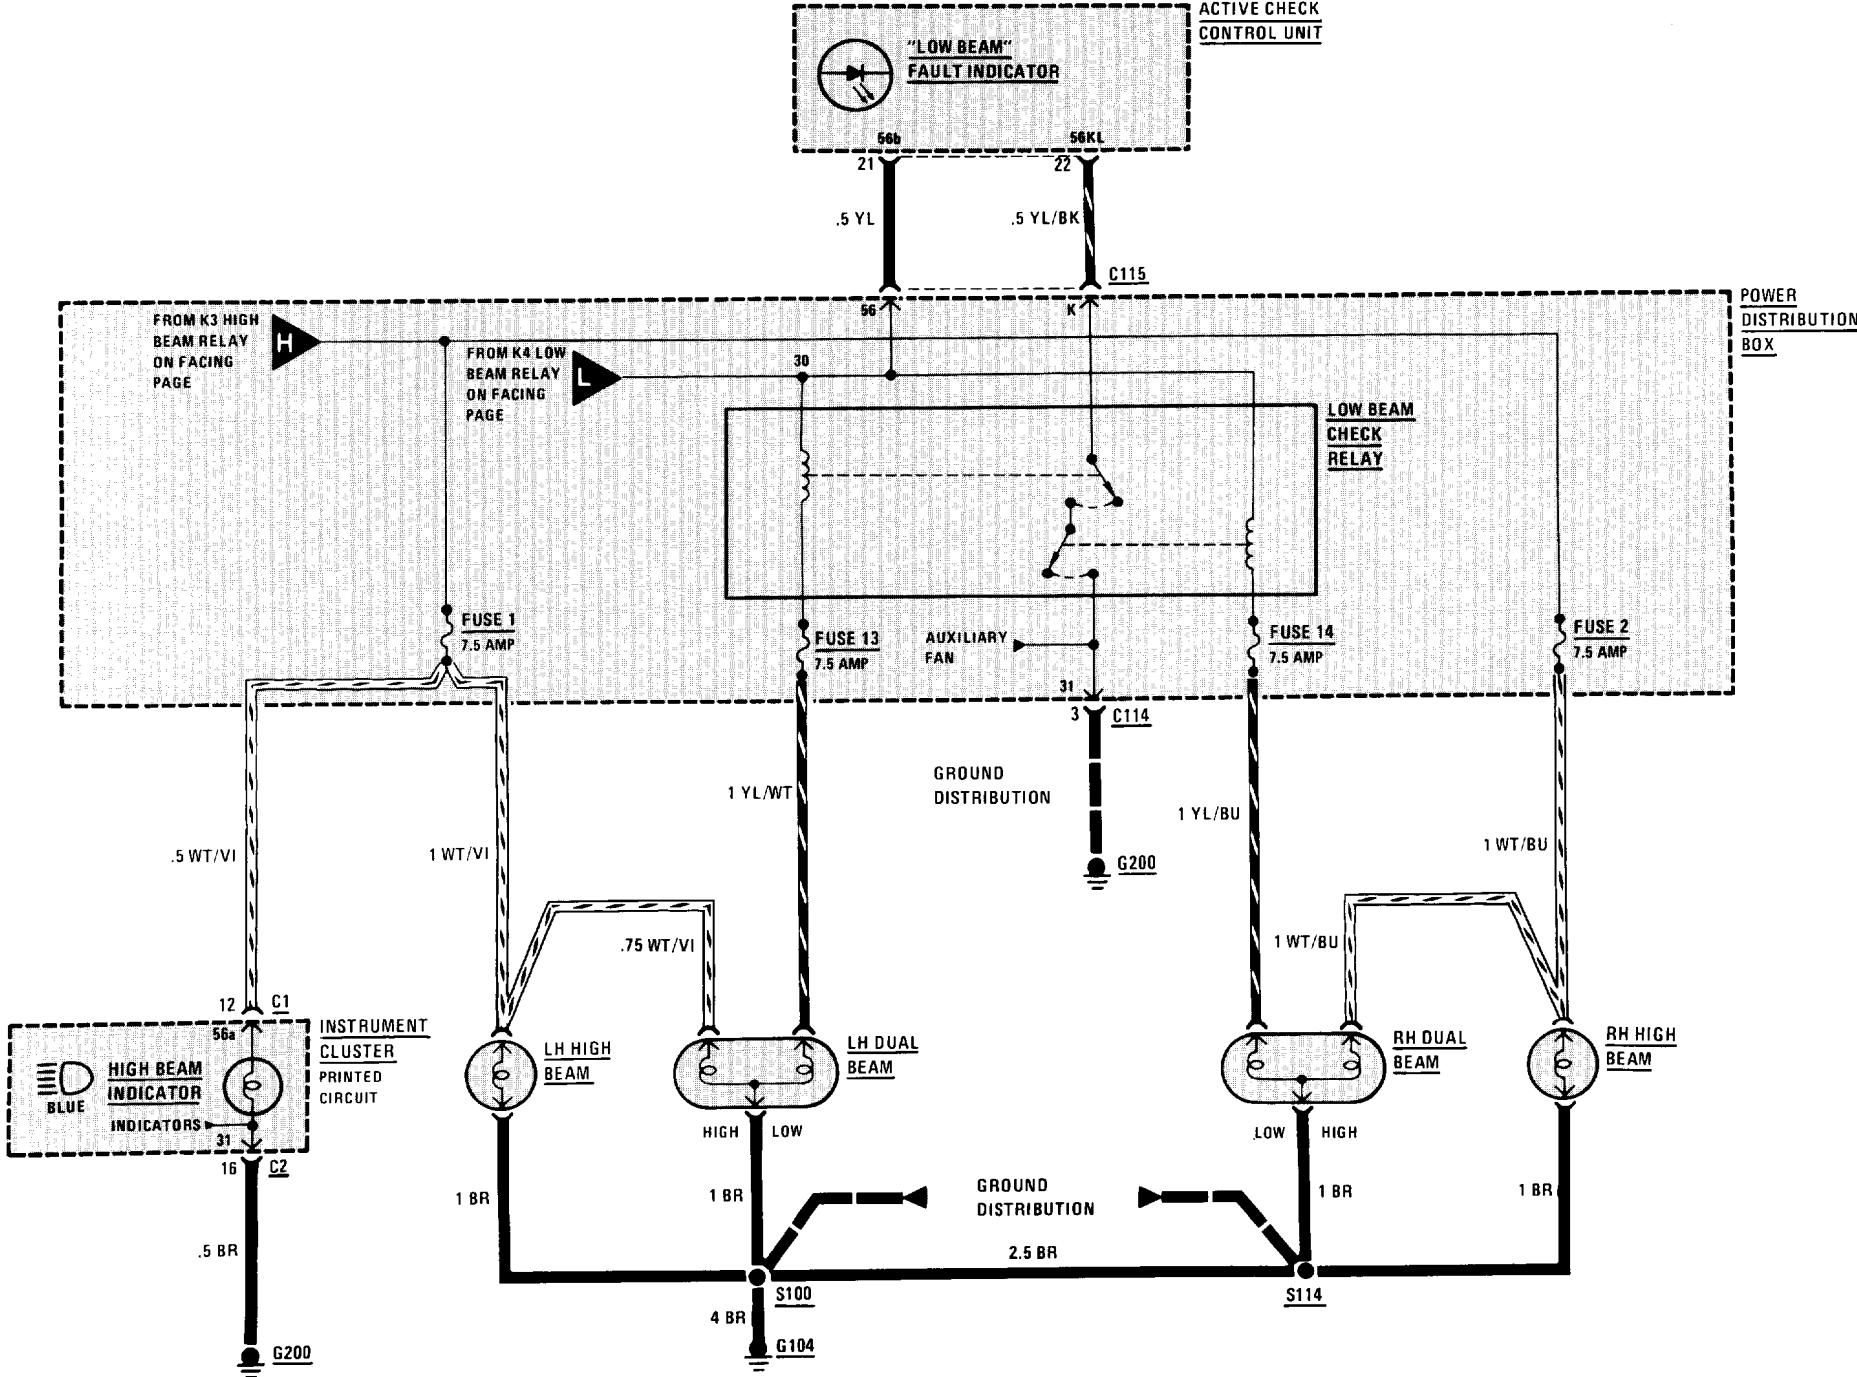 ACTIVE CHECK
CONTROL UNIT
"LOW BEAM"
FAULT INDICATOR
56b
56KL
21
22
.5 YL
.5 YL/BK
C115
56
K
POWER
DISTRIBUTION
BOX
FROM K3 HIGH
BEAM RELAY
ON FACING
PAGE
H
FROM K4 LOW
BEAM RELAY
ON FACING
PAGE
L
30
LOW BEAM
CHECK
RELAY
FUSE 1
7.5 AMP
FUSE 13
7.5 AMP
AUXILIARY
FAN
FUSE 14
7.5 AMP
FUSE 2
7.5 AMP
31
3
C114
GROUND
DISTRIBUTION
1 YL/WT
1 YL/BU
.5 WT/VI
1 WT/VI
1 WT/BU
G200
.75 WT/VI
1 WT/BU
12
C1
56a
INSTRUMENT
CLUSTER
PRINTED
CIRCUIT
HIGH BEAM
INDICATOR
BLUE
INDICATORS
31
16
C2
LH HIGH
BEAM
LH DUAL
BEAM
RH DUAL
BEAM
RH HIGH
BEAM
HIGH
LOW
LOW
HIGH
1 BR
1 BR
GROUND
DISTRIBUTION
1 BR
1 BR
.5 BR
2.5 BR
S100
S114
4 BR
G104
G200